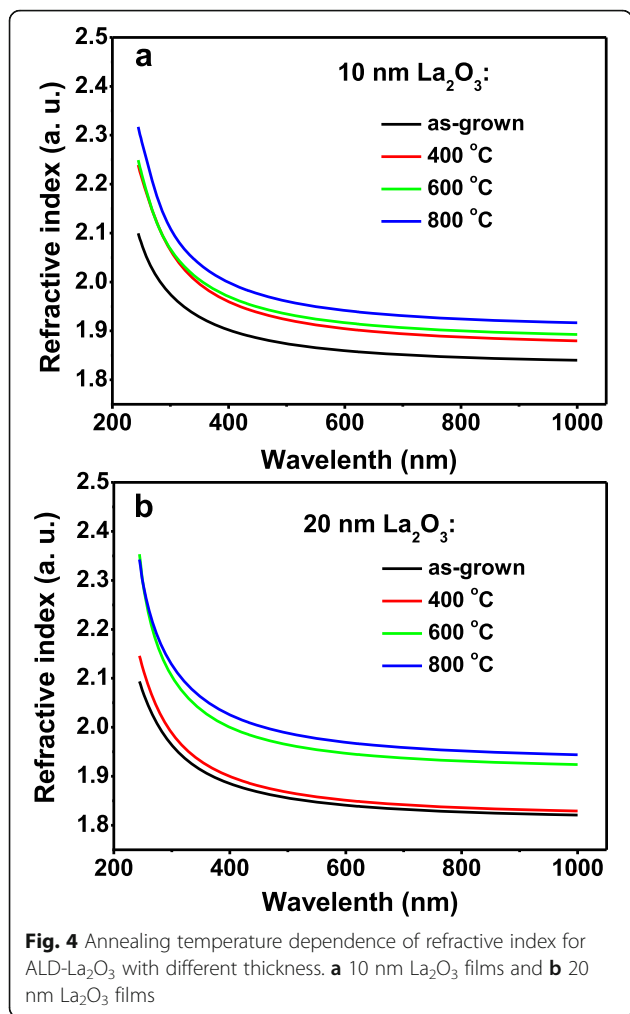 a
10 nm La₂O₃:
as-grown
400 °C
600 °C
800 °C
2.5
2.4
2.3
2.2
2.1
2.0
1.9
1.8
Refractive index (a. u.)
200 400 600 800 1000
Wavelenth (nm)
b
20 nm La₂O₃:
as-grown
400 °C
600 °C
800 °C
2.5
2.4
2.3
2.2
2.1
2.0
1.9
1.8
Refractive index (a. u.)
200 400 600 800 1000
Wavelenth (nm)
Fig. 4 Annealing temperature dependence of refractive index for
ALD-La₂O₃ with different thickness. a 10 nm La₂O₃ films and b 20
nm La₂O₃ films